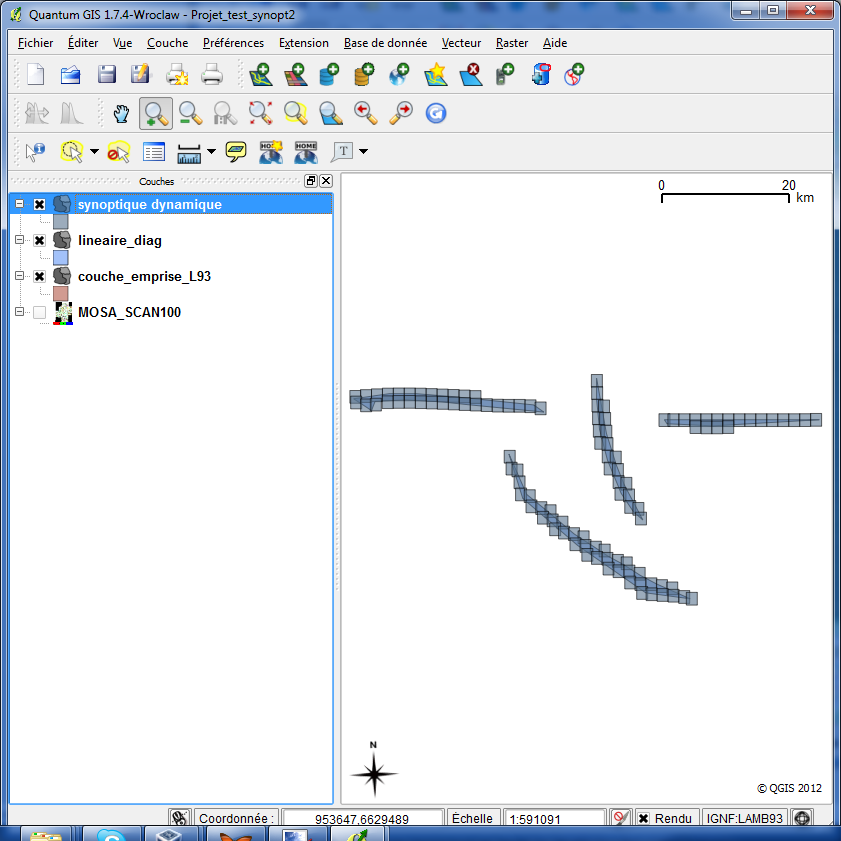 Quantum GIS 1.7.4-Wroclaw - Projet_test_synopt2
Fichier Éditer Vue Couche Préférences Extension Base de donnée Vecteur Raster Aide
HOME
T
Couches
synoptique dynamique
lineaire_diag
couche_emprise_L93
MOSA_SCAN100
0 20
km
N
© QGIS 2012
Coordonnée : 953647,6629489 Échelle 1:591091 Rendu IGNF:LAMB93